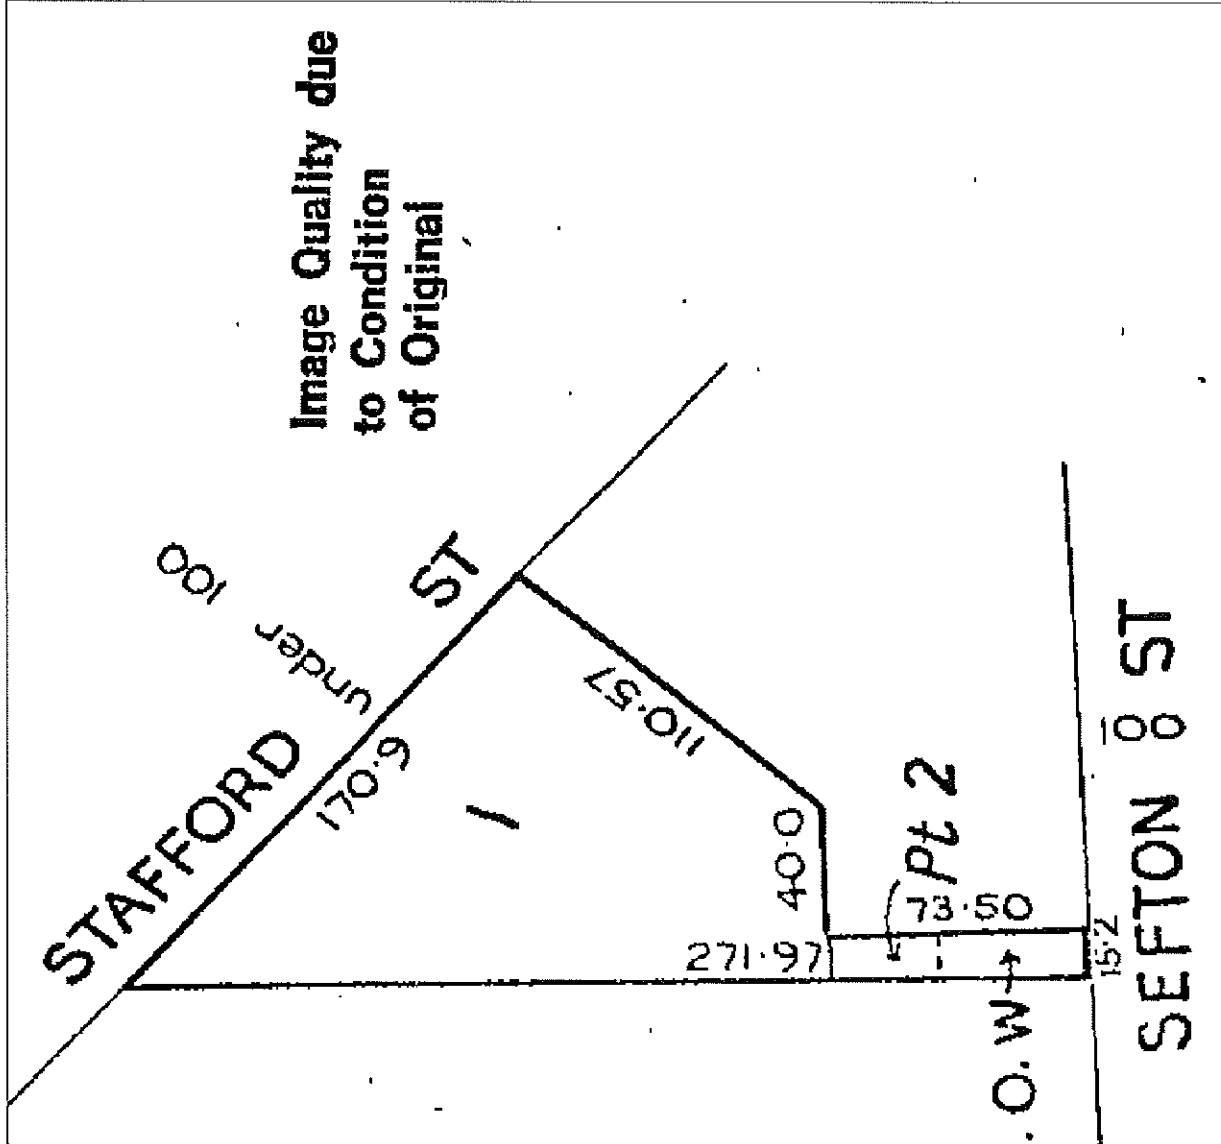 Image Quality due
to Condition
of Original
STAFFORD ST
under 100
170.9
1
110.57
40.0
271.97
Pt 2
73.50
15.2
. O. W
SEFTON ST